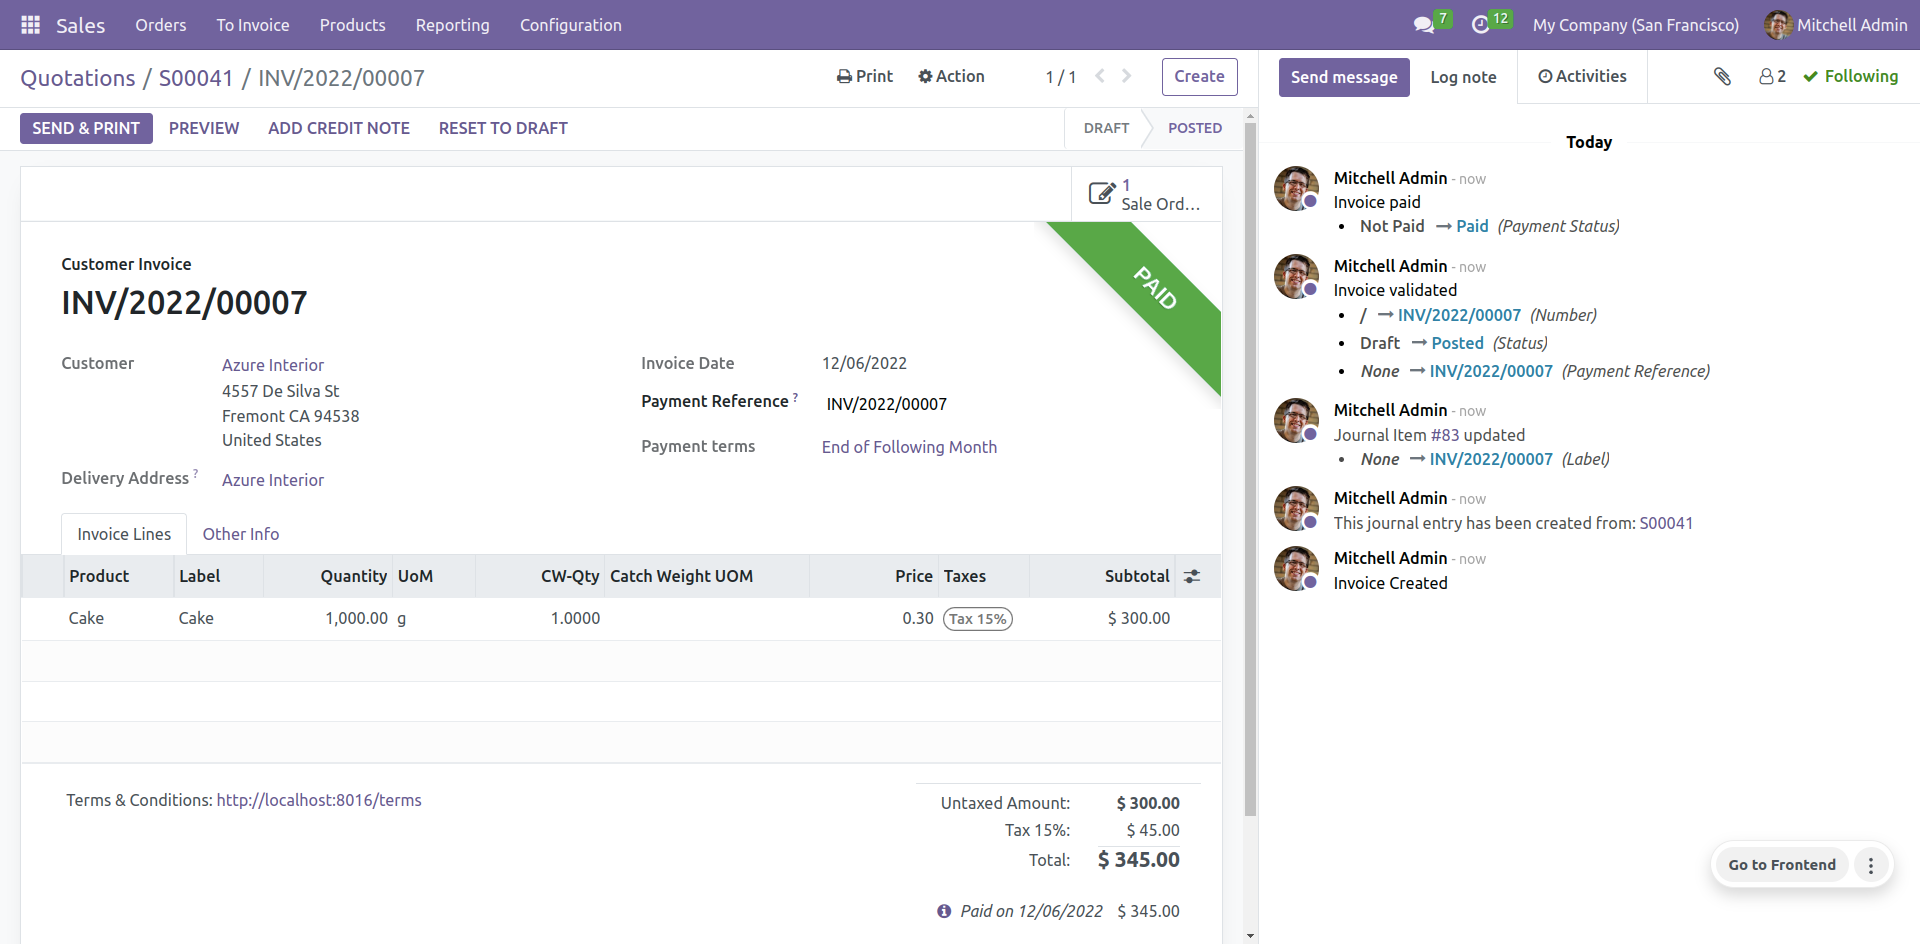 Sales Orders To Invoice Products Reporting Configuration 7 12 My Company (San Francisco) Mitchell Admin
Quotations / S00041 / INV/2022/00007 Print Action 1 / 1 Create
SEND & PRINT PREVIEW ADD CREDIT NOTE RESET TO DRAFT DRAFT POSTED
1
Sale Ord...
PAID
Customer Invoice
INV/2022/00007
Customer Azure Interior
4557 De Silva St
Fremont CA 94538
United States
Delivery Address ? Azure Interior
Invoice Date 12/06/2022
Payment Reference ? INV/2022/00007
Payment terms End of Following Month
Invoice Lines Other Info
Product Label Quantity UoM CW-Qty Catch Weight UOM Price Taxes Subtotal
Cake Cake 1,000.00 g 1.0000 0.30 Tax 15% $ 300.00
Terms & Conditions: http://localhost:8016/terms
Untaxed Amount: $ 300.00
Tax 15%: $ 45.00
Total: $ 345.00
Paid on 12/06/2022 $ 345.00
Send message Log note Activities 2 Following
Today
Mitchell Admin - now
Invoice paid
• Not Paid → Paid (Payment Status)
Mitchell Admin - now
Invoice validated
• / → INV/2022/00007 (Number)
• Draft → Posted (Status)
• None → INV/2022/00007 (Payment Reference)
Mitchell Admin - now
Journal Item #83 updated
• None → INV/2022/00007 (Label)
Mitchell Admin - now
This journal entry has been created from: S00041
Mitchell Admin - now
Invoice Created
Go to Frontend